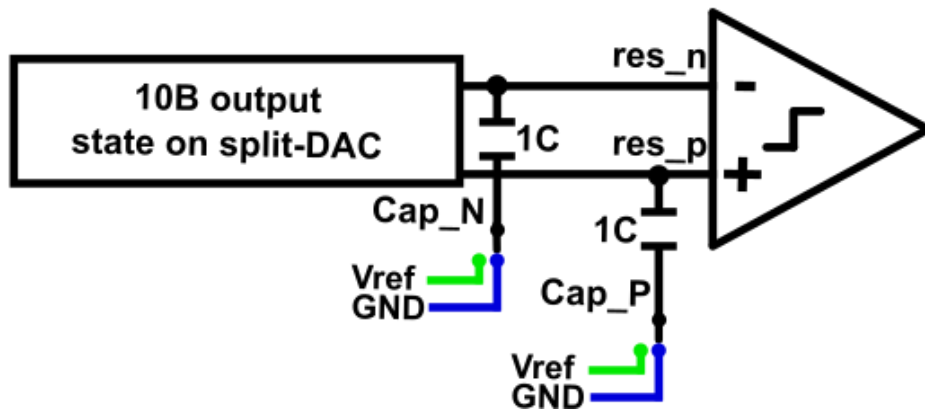 10B output
state on split-DAC
res_n
-
1C
res_p
+
Cap_N
1C
Vref
GND
Cap_P
Vref
GND